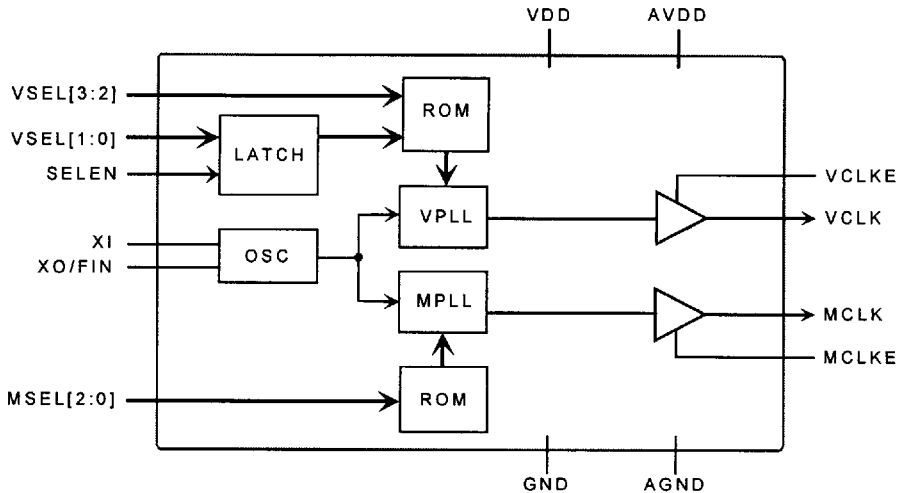 VDD
AVDD
VSEL[3:2]
ROM
VSEL[1:0]
LATCH
SELEN
VCLKE
VPLL
VCLK
XI
OSC
XO/FIN
MPLL
MCLK
MCLKE
MSEL[2:0]
ROM
GND
AGND